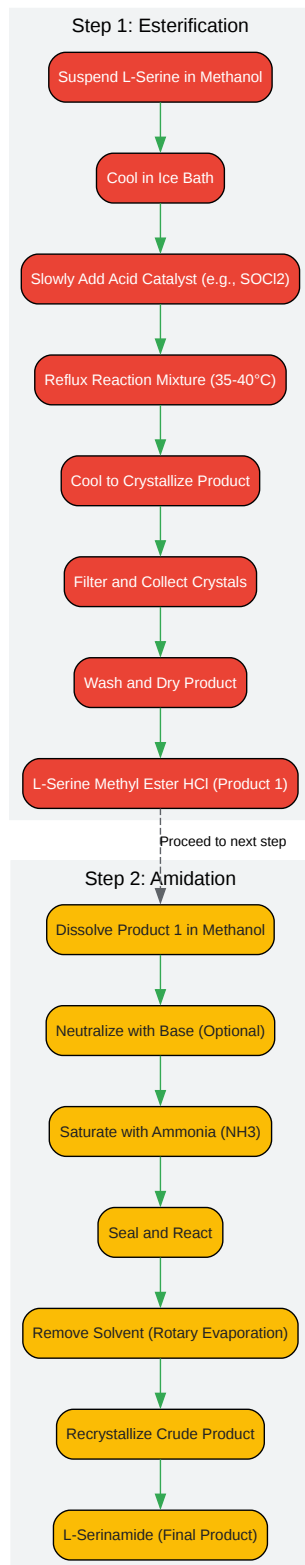 Step 1: Esterification
Suspend L-Serine in Methanol
Cool in Ice Bath
Slowly Add Acid Catalyst (e.g., SOCl2)
Reflux Reaction Mixture (35-40°C)
Cool to Crystallize Product
Filter and Collect Crystals
Wash and Dry Product
L-Serine Methyl Ester HCl (Product 1)
Proceed to next step
Step 2: Amidation
Dissolve Product 1 in Methanol
Neutralize with Base (Optional)
Saturate with Ammonia (NH3)
Seal and React
Remove Solvent (Rotary Evaporation)
Recrystallize Crude Product
L-Serinamide (Final Product)